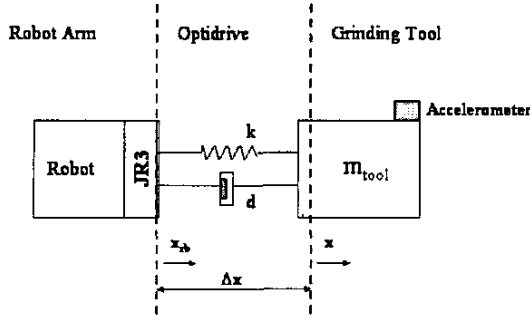 Robot Arm Optidrive Grinding Tool
Accelerometer
k
Robot
JR3
m_tool
d
x_rb x
Δx